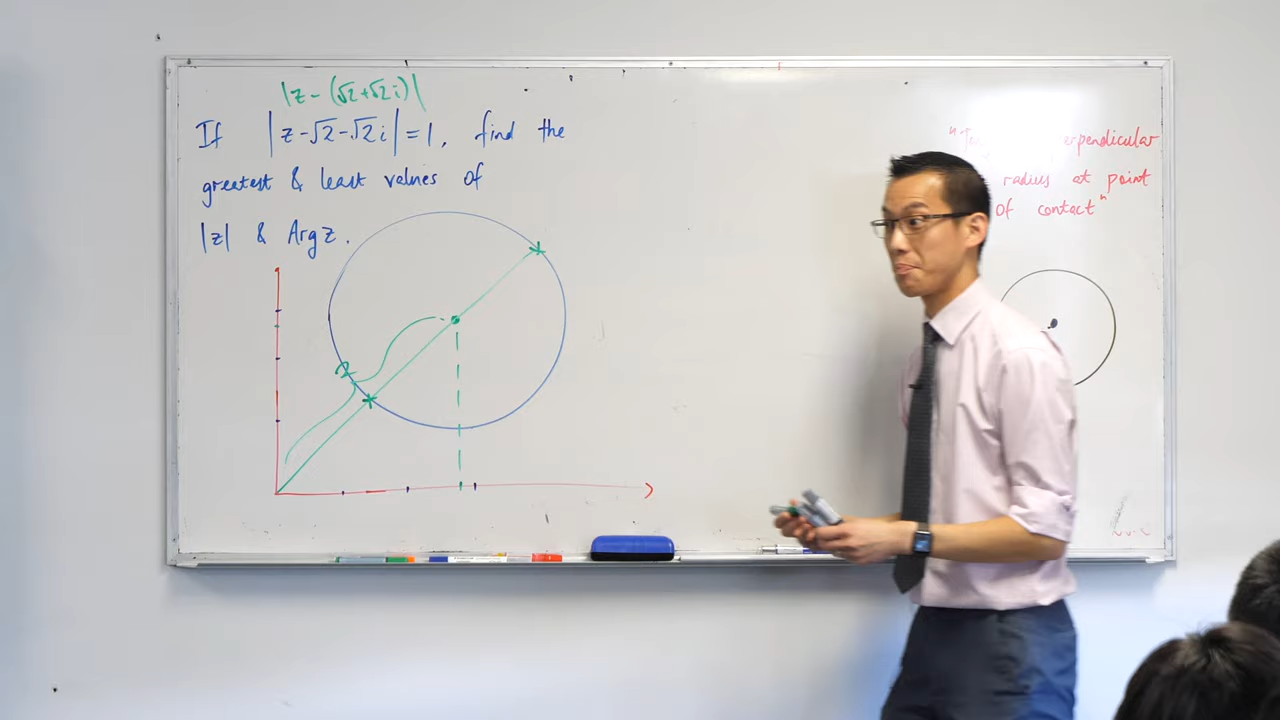 |z - (√2+√2i)|
If |z-√2-√2i|=1, find the
greatest & least values of
|z| & Arg z.
2
erpendicular
radius at point
of contact"